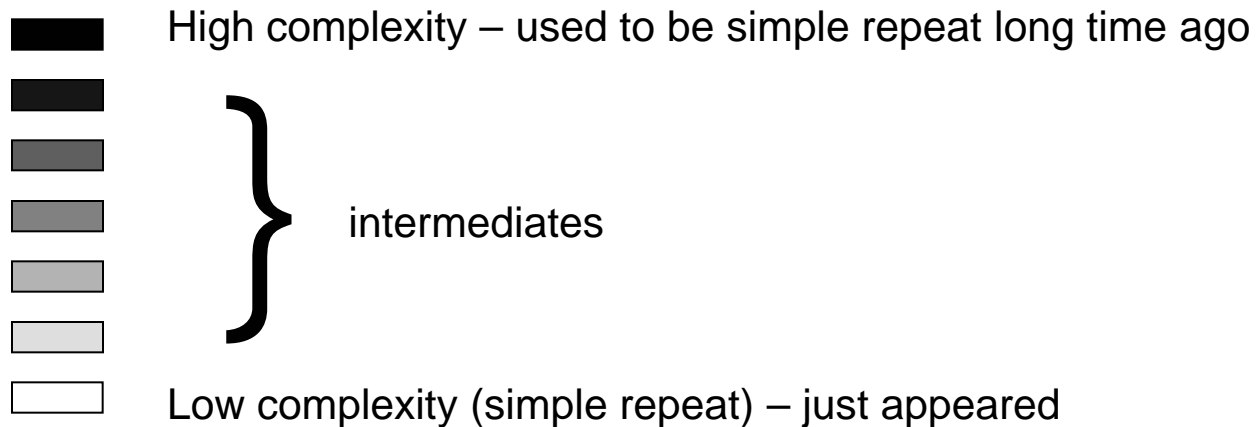 High complexity – used to be simple repeat long time ago
intermediates
Low complexity (simple repeat) – just appeared